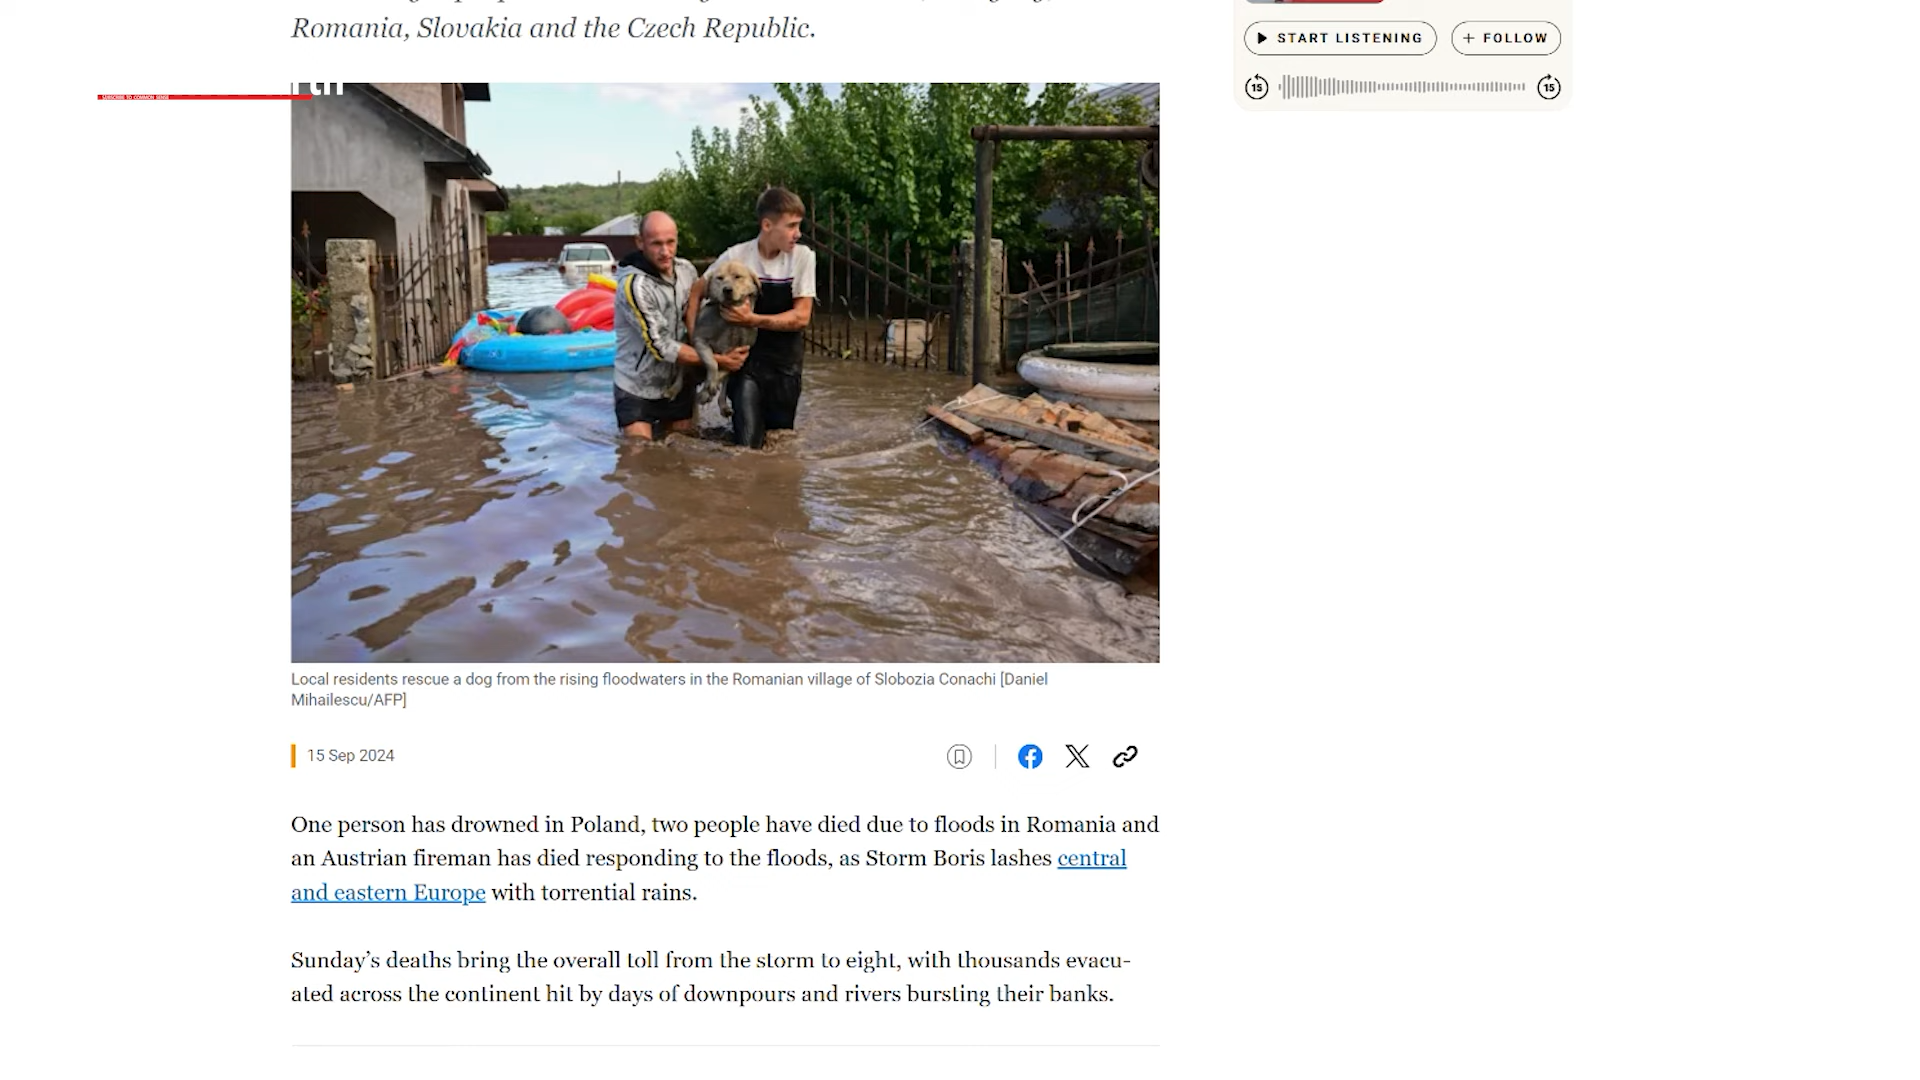 Romania, Slovakia and the Czech Republic.
START LISTENING
+ FOLLOW
15
15
SUBSCRIBE TO COMMON SENSE
Local residents rescue a dog from the rising floodwaters in the Romanian village of Slobozia Conachi [Daniel
Mihailescu/AFP]
15 Sep 2024
One person has drowned in Poland, two people have died due to floods in Romania and
an Austrian fireman has died responding to the floods, as Storm Boris lashes central
and eastern Europe with torrential rains.
Sunday’s deaths bring the overall toll from the storm to eight, with thousands evacu-
ated across the continent hit by days of downpours and rivers bursting their banks.